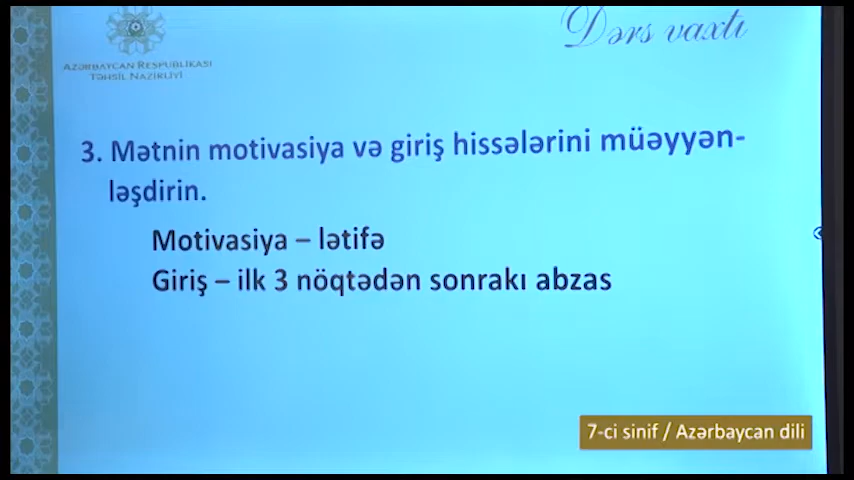 Dərs vaxtı
AZƏRBAYCAN RESPUBLİKASI
TƏHSİL NAZİRLİYİ
3. Mətnin motivasiya və giriş hissələrini müəyyən-
ləşdirin.
Motivasiya – lətifə
Giriş – ilk 3 nöqtədən sonrakı abzas
7-ci sinif / Azərbaycan dili